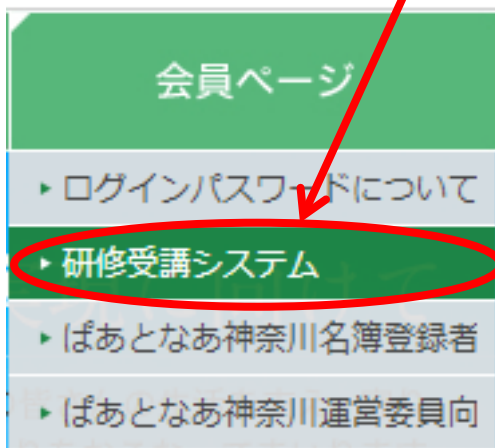 会員ページ
ログインパスワードについて
研修受講システム
ぱあとなあ神奈川名簿登録者
ぱあとなあ神奈川運営委員向